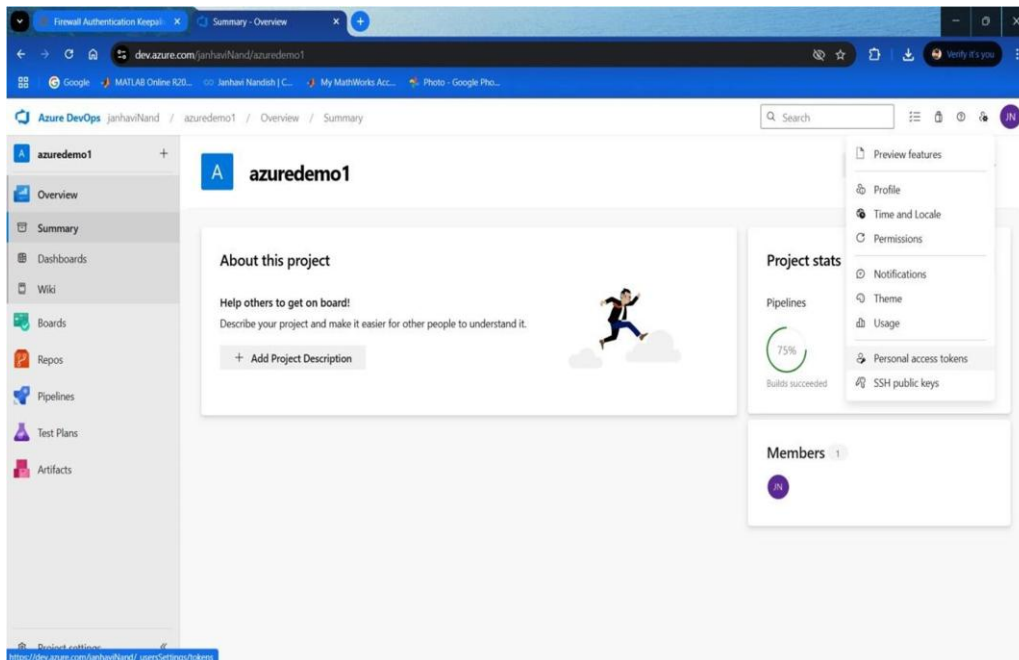 Firewall Authentication Keepali
Summary - Overview
dev.azure.com/janhaviNand/azuredemo1
Verify it's you
Google
MATLAB Online R20...
Janhavi Nandish | C...
My MathWorks Acc...
Photo - Google Pho...
Azure DevOps janhaviNand / azuredemo1 / Overview / Summary
Search
JN
A azuredemo1 +
Overview
Summary
Dashboards
Wiki
Boards
Repos
Pipelines
Test Plans
Artifacts
Project settings
https://dev.azure.com/janhaviNand/_usersSettings/tokens
A azuredemo1
About this project
Help others to get on board!
Describe your project and make it easier for other people to understand it.
+ Add Project Description
Project stats
Pipelines
75%
Builds succeeded
Members 1
JN
Preview features
Profile
Time and Locale
Permissions
Notifications
Theme
Usage
Personal access tokens
SSH public keys